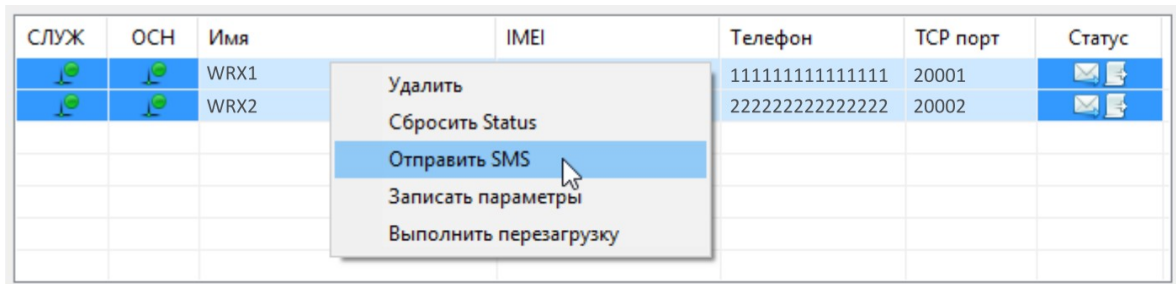 СЛУЖ ОСН Имя IMEI Телефон TCP порт Статус
WRX1 111111111111111 20001
WRX2 222222222222222 20002
Удалить
Сбросить Status
Отправить SMS
Записать параметры
Выполнить перезагрузку